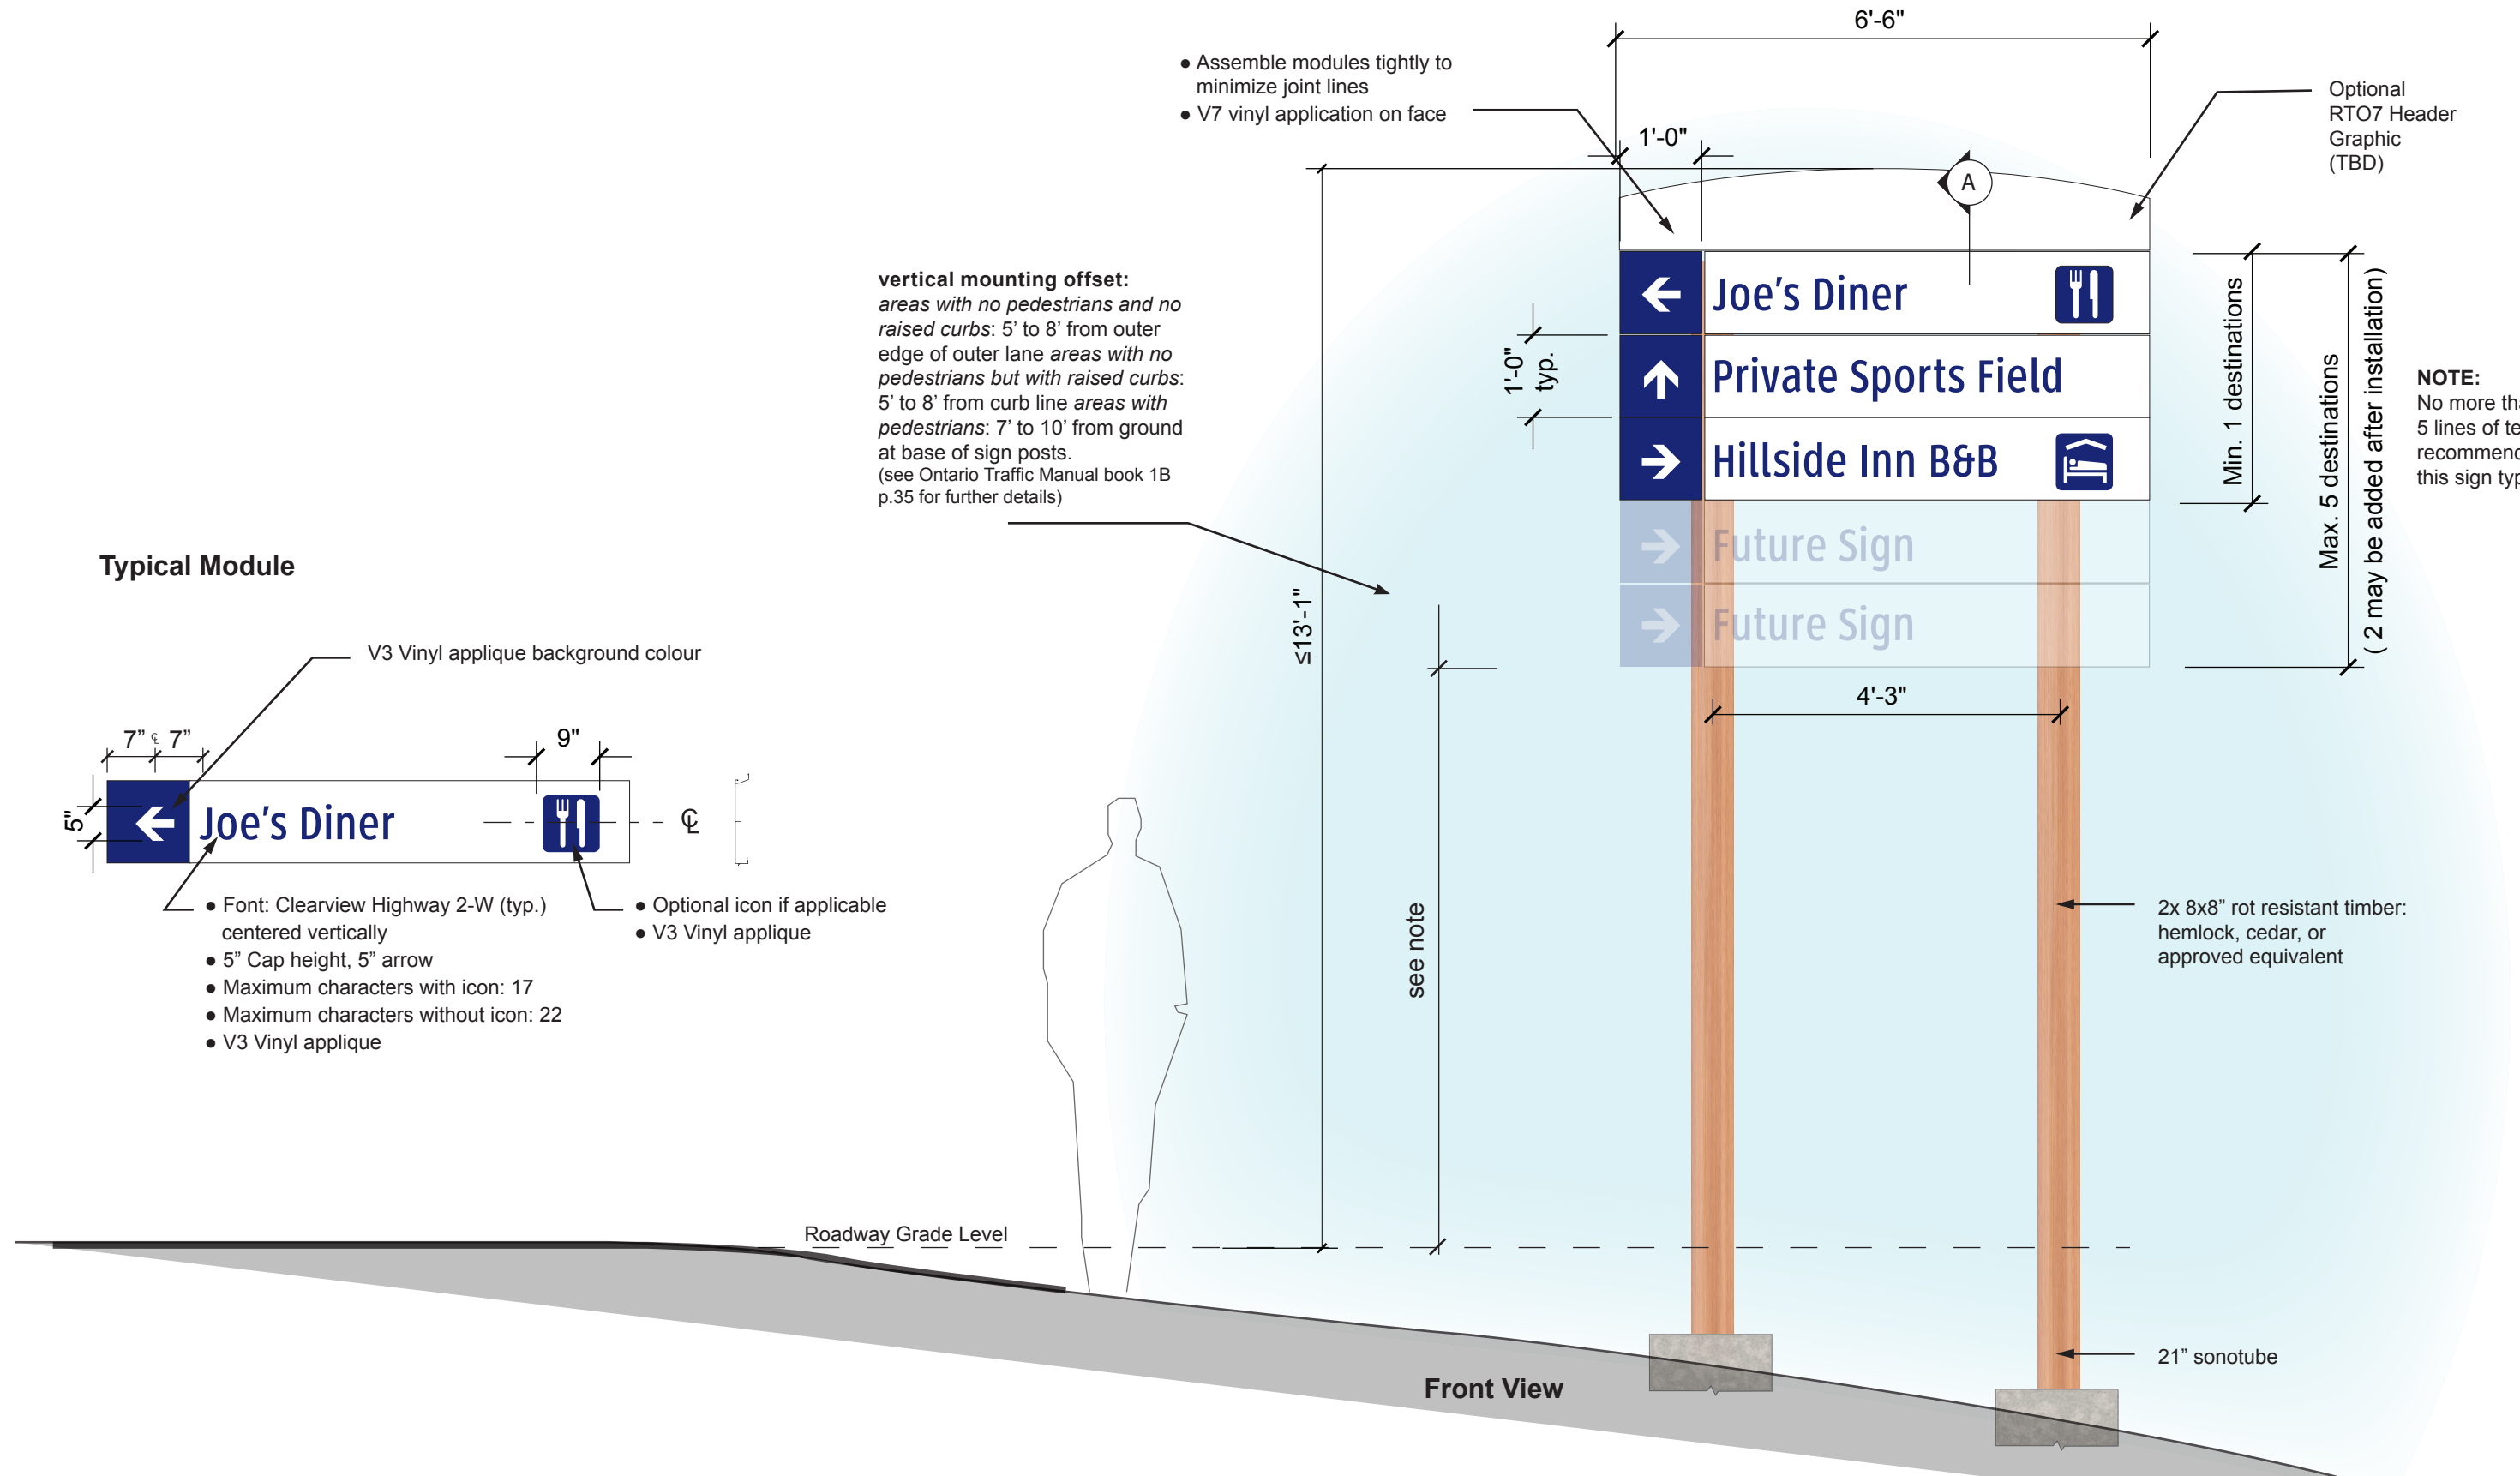 6'-6"
● Assemble modules tightly to
minimize joint lines
● V7 vinyl application on face
Optional
RTO7 Header
Graphic
(TBD)
1'-0"
A
vertical mounting offset:
areas with no pedestrians and no
raised curbs: 5’ to 8’ from outer
edge of outer lane areas with no
pedestrians but with raised curbs:
5’ to 8’ from curb line areas with
pedestrians: 7’ to 10’ from ground
at base of sign posts.
(see Ontario Traffic Manual book 1B
p.35 for further details)
Joe's Diner
Private Sports Field
Hillside Inn B&B
Future Sign
Future Sign
1'-0"
typ.
Min. 1 destinations
Max. 5 destinations
( 2 may be added after installation)
NOTE:
No more
5 lines of
this sign
≤13'-1"
4'-3"
see note
Typical Module
V3 Vinyl applique background colour
7” ℄ 7”
9"
5"
Joe's Diner
℄
● Font: Clearview Highway 2-W (typ.)
centered vertically
● 5” Cap height, 5” arrow
● Maximum characters with icon: 17
● Maximum characters without icon: 22
● V3 Vinyl applique
● Optional icon if applicable
● V3 Vinyl applique
2x 8x8” rot resistant timber:
hemlock, cedar, or
approved equivalent
Roadway Grade Level
21” sonotube
Front View